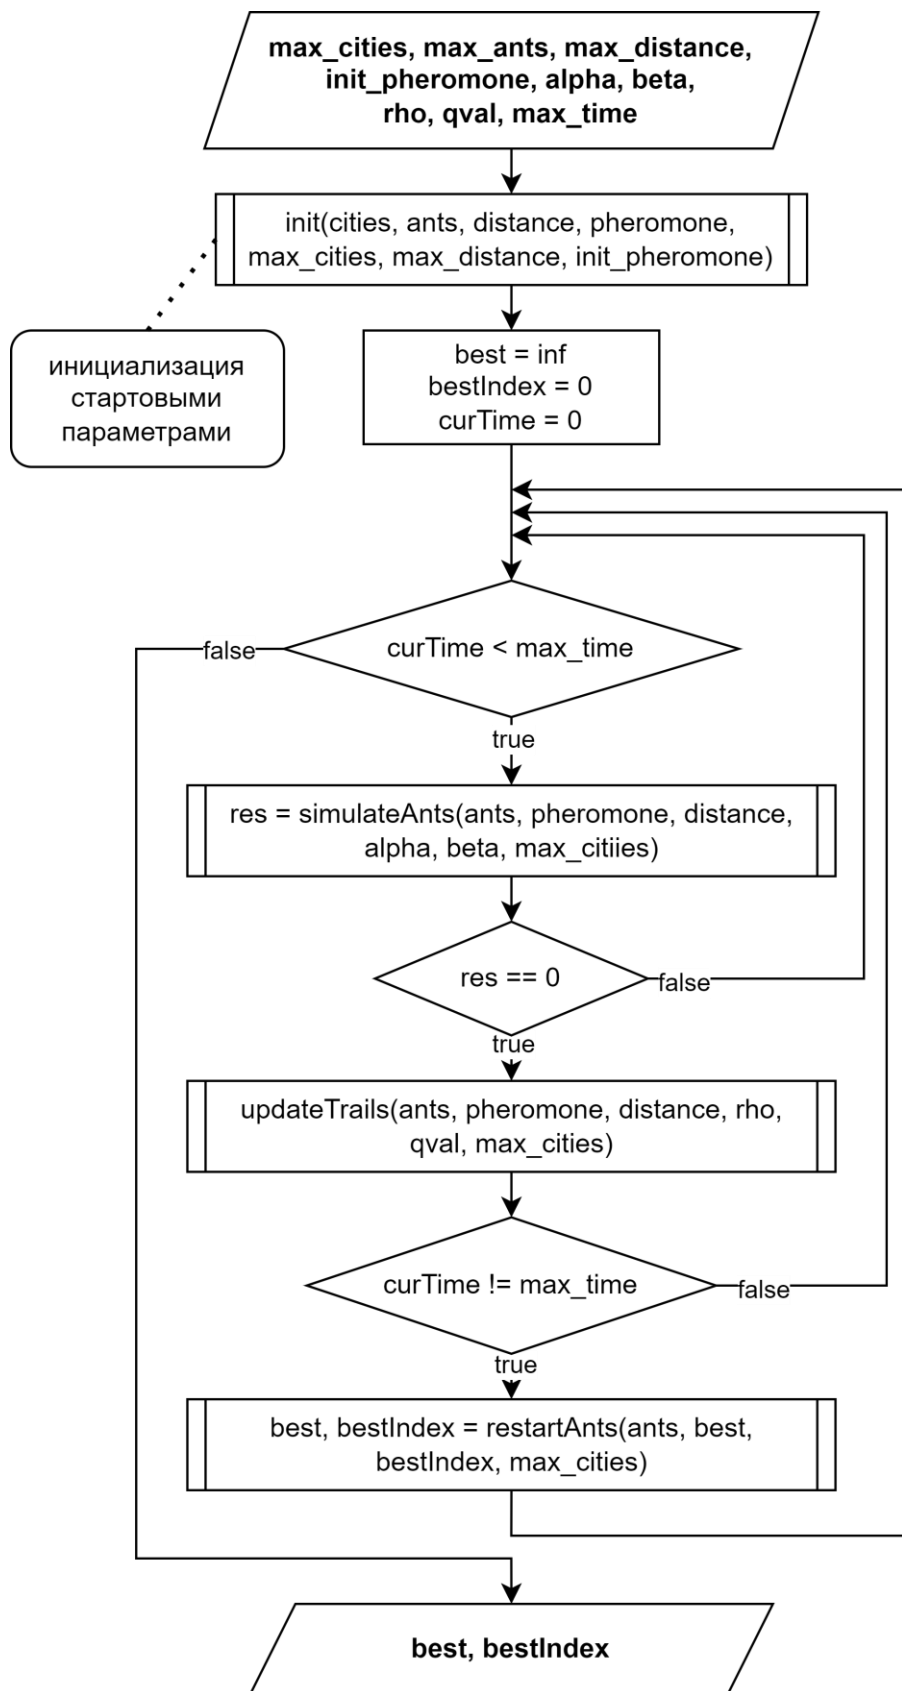 max_cities, max_ants, max_distance,
init_pheromone, alpha, beta,
rho, qval, max_time
init(cities, ants, distance, pheromone,
max_cities, max_distance, init_pheromone)
инициализация
стартовыми
параметрами
best = inf
bestIndex = 0
curTime = 0
curTime < max_time
false
true
res = simulateAnts(ants, pheromone, distance,
alpha, beta, max_citiies)
res == 0
false
true
updateTrails(ants, pheromone, distance, rho,
qval, max_cities)
curTime != max_time
false
true
best, bestIndex = restartAnts(ants, best,
bestIndex, max_cities)
best, bestIndex